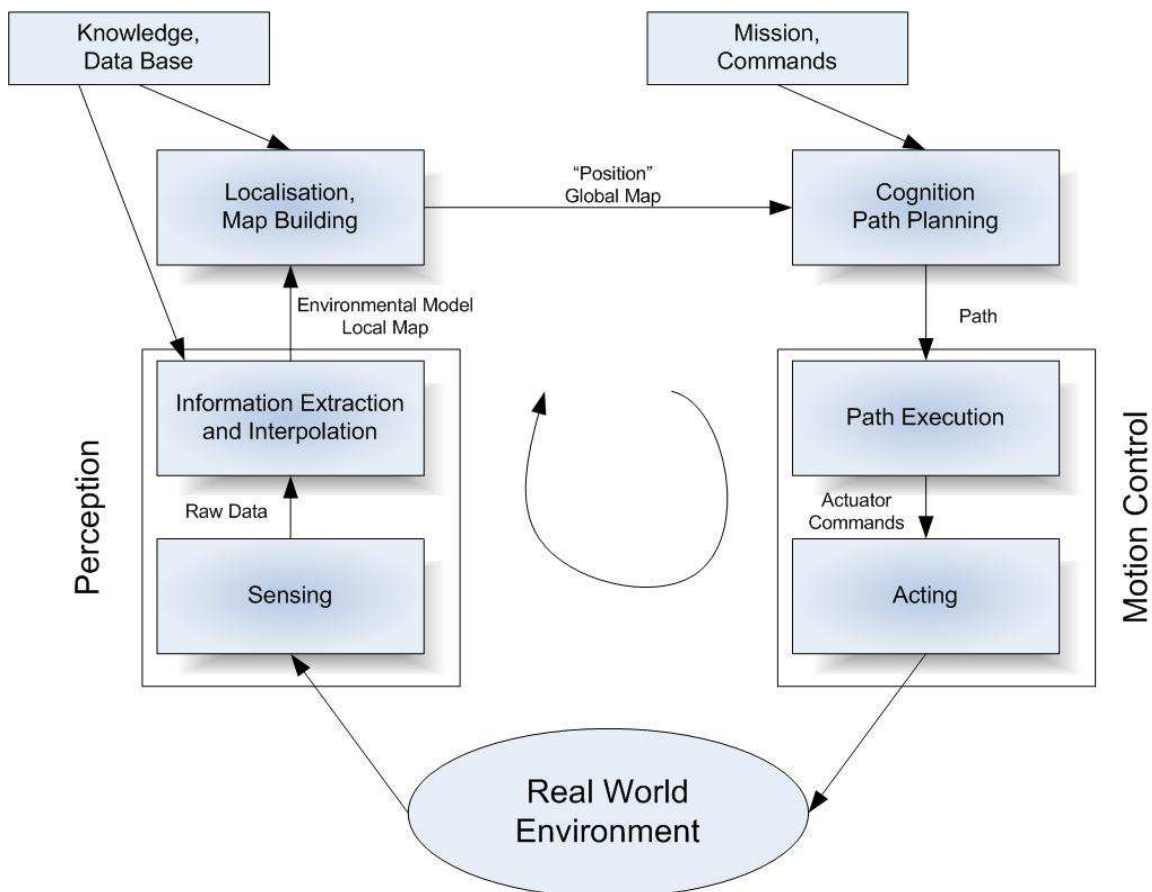 Knowledge,
Data Base
Mission,
Commands
Localisation,
Map Building
“Position”
Global Map
Cognition
Path Planning
Environmental Model
Local Map
Path
Information Extraction
and Interpolation
Path Execution
Perception
Raw Data
Actuator
Commands
Motion Control
Sensing
Acting
Real World
Environment